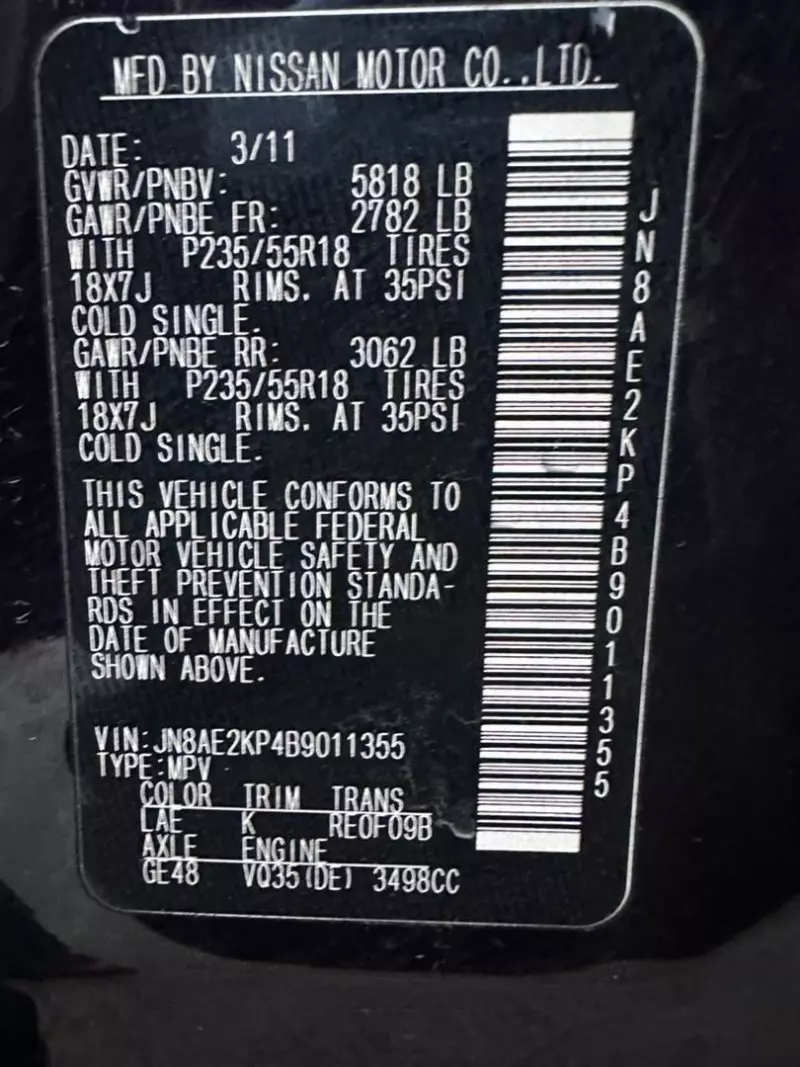 MFD BY NISSAN MOTOR CO.,LTD.
DATE: 3/11
GVWR/PNBV: 5818 LB
GAWR/PNBE FR: 2782 LB
WITH P235/55R18 TIRES
18X7J RIMS. AT 35PSI
COLD SINGLE.
GAWR/PNBE RR: 3062 LB
WITH P235/55R18 TIRES
18X7J RIMS. AT 35PSI
COLD SINGLE.
THIS VEHICLE CONFORMS TO
ALL APPLICABLE FEDERAL
MOTOR VEHICLE SAFETY AND
THEFT PREVENTION STANDA-
RDS IN EFFECT ON THE
DATE OF MANUFACTURE
SHOWN ABOVE.
VIN:JN8AE2KP4B9011355
TYPE:MPV
COLOR TRIM TRANS
LAE K RE0F09B
AXLE ENGINE
GE48 VQ35(DE) 3498CC
JN8AE2KP4B9011355